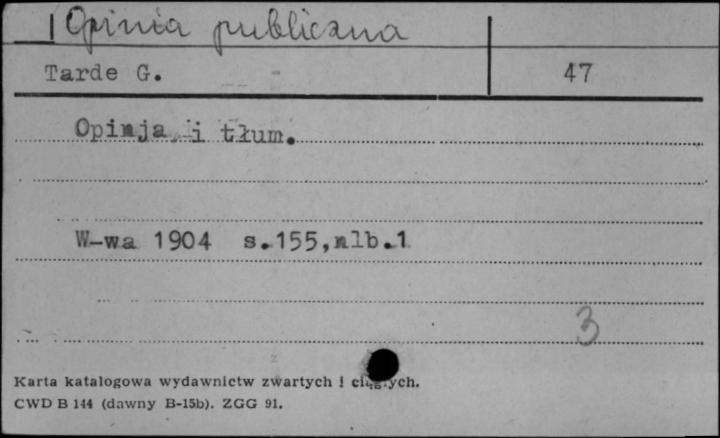 Opinia publiczna
Tarde G. 47
Opinja i tłum.
W-wa 1904 s.155,nlb.1
3
Karta katalogowa wydawnictw zwartych i ciągłych.
CWD B 144 (dawny B-15b). ZGG 91.